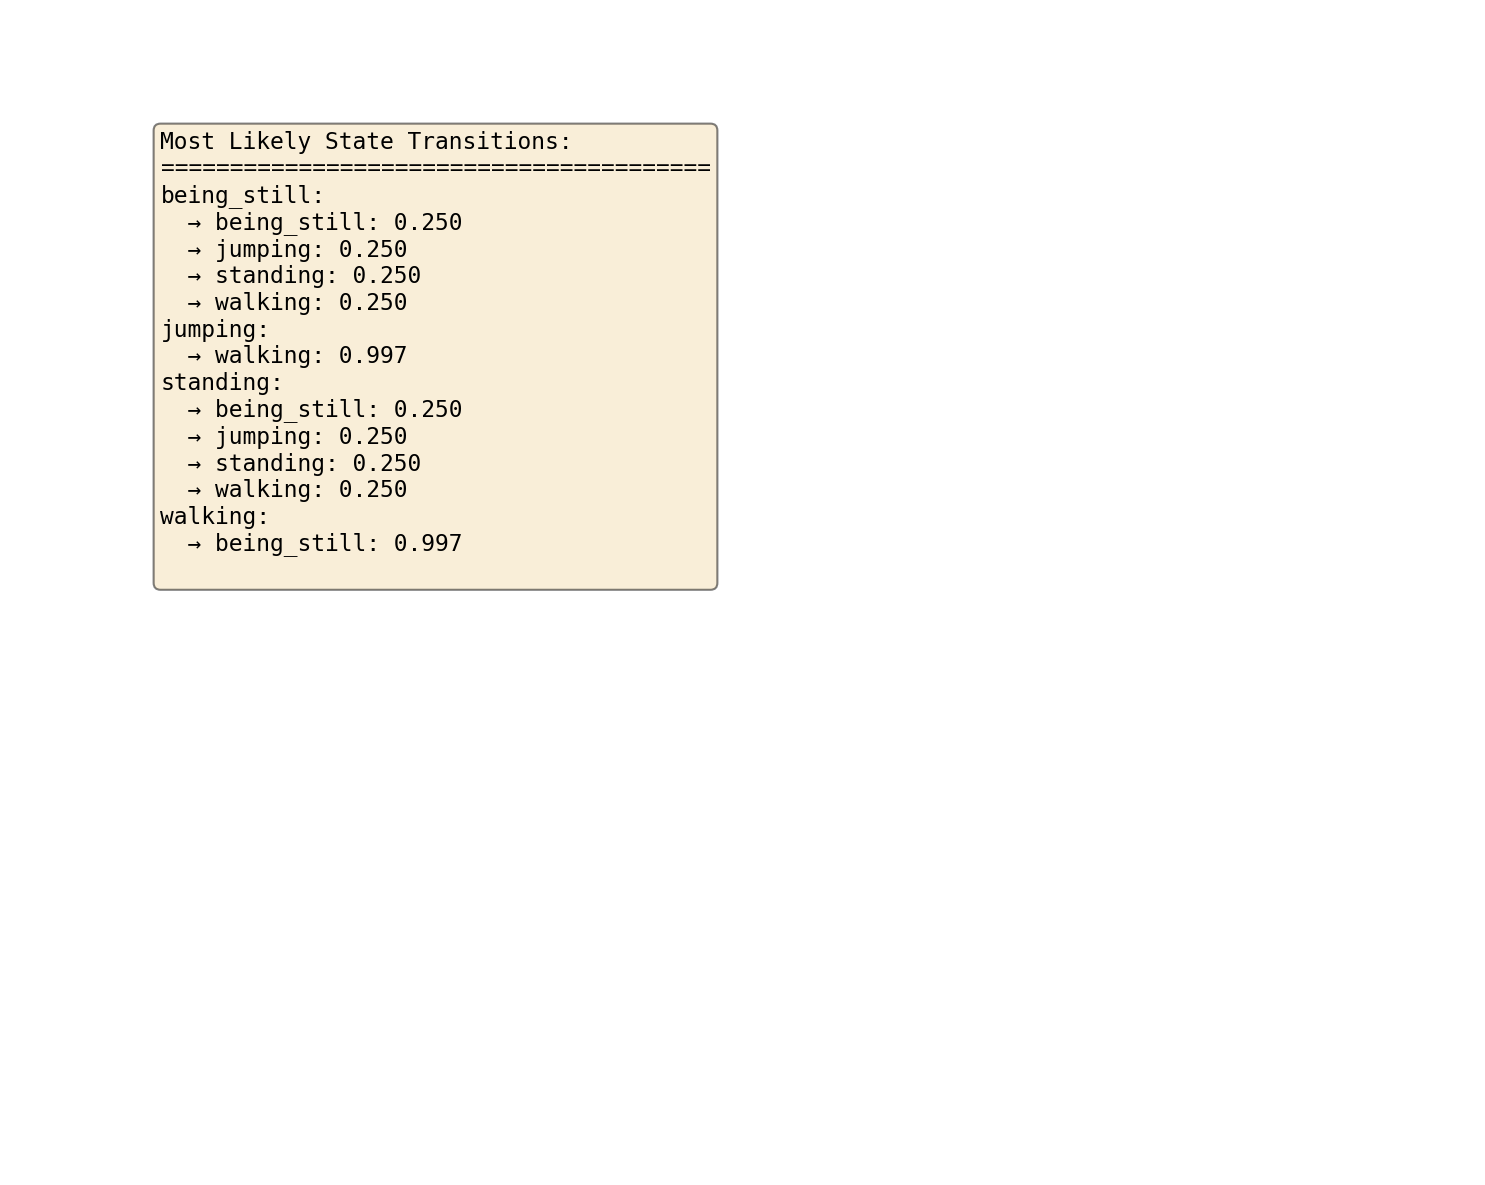 Most Likely State Transitions:
========================================
being_still:
  → being_still: 0.250
  → jumping: 0.250
  → standing: 0.250
  → walking: 0.250
jumping:
  → walking: 0.997
standing:
  → being_still: 0.250
  → jumping: 0.250
  → standing: 0.250
  → walking: 0.250
walking:
  → being_still: 0.997